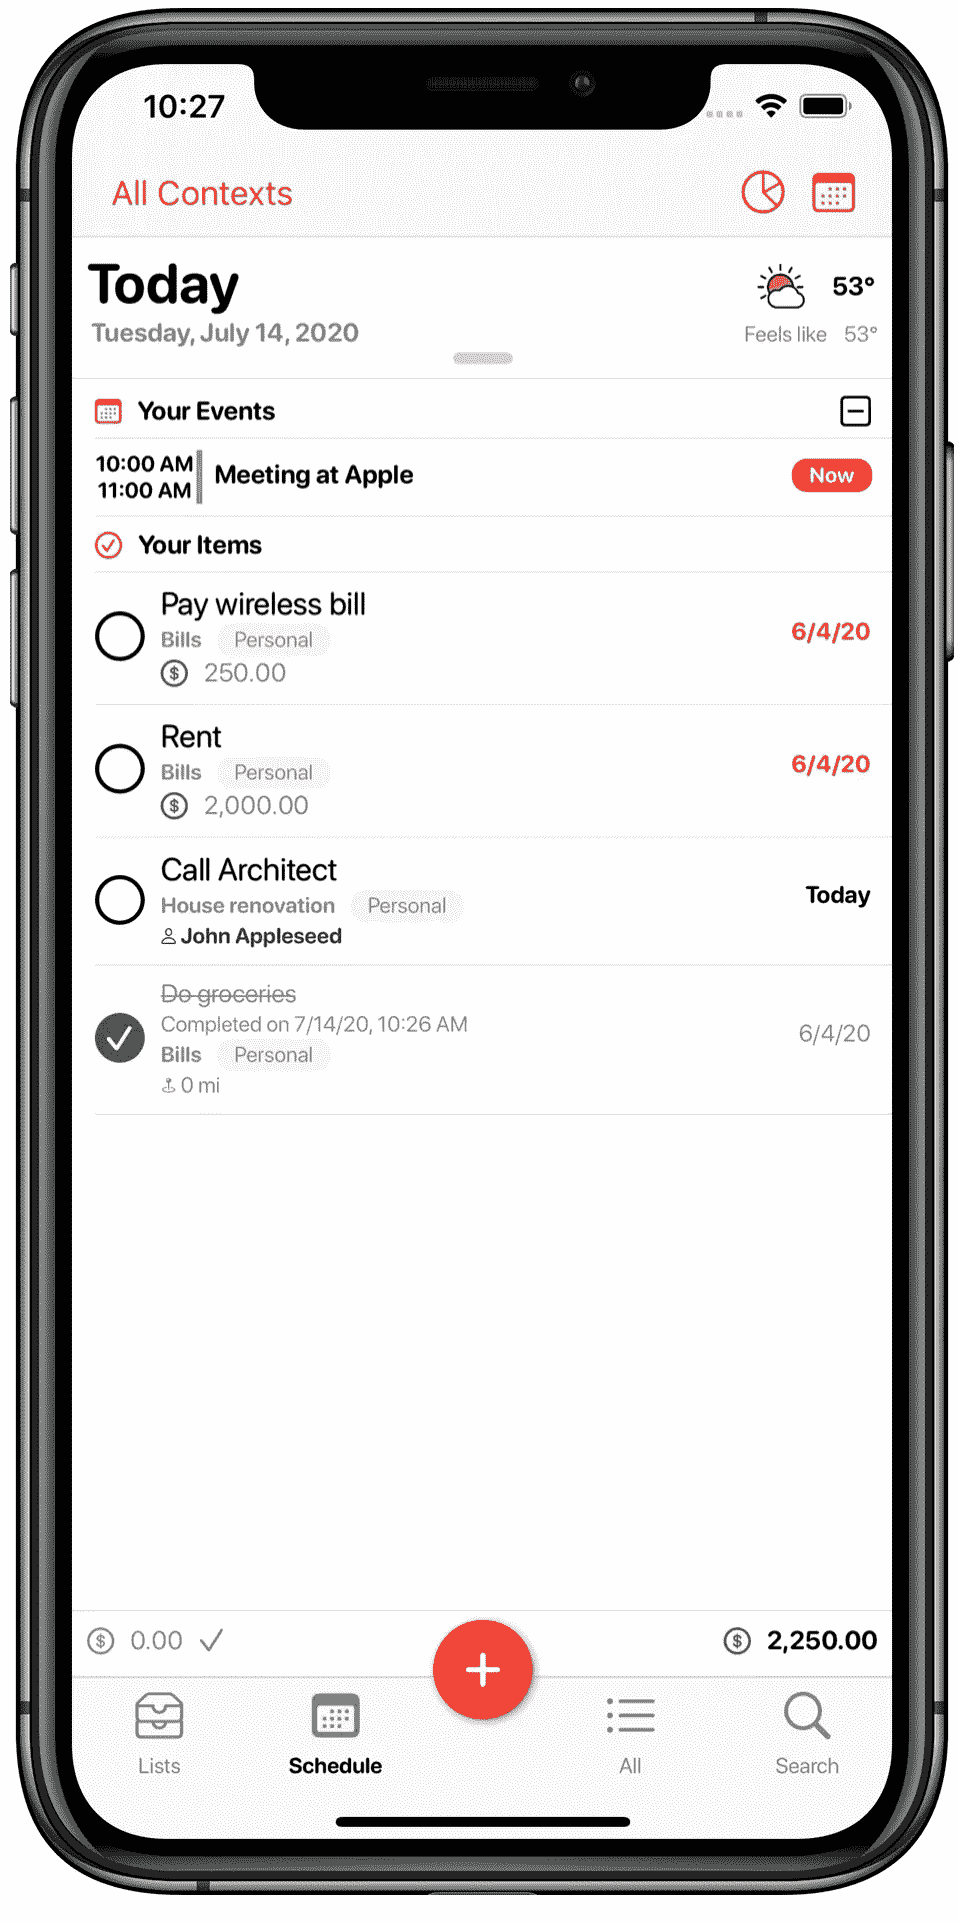 10:27
All Contexts
Today
53°
Tuesday, July 14, 2020
Feels like 53°
Your Events
10:00 AM
11:00 AM
Meeting at Apple
Now
Your Items
Pay wireless bill
Bills Personal
$ 250.00
6/4/20
Rent
Bills Personal
$ 2,000.00
6/4/20
Call Architect
House renovation Personal
John Appleseed
Today
Do groceries
Completed on 7/14/20, 10:26 AM
Bills Personal
0 mi
6/4/20
$ 0.00
$ 2,250.00
Lists
Schedule
All
Search